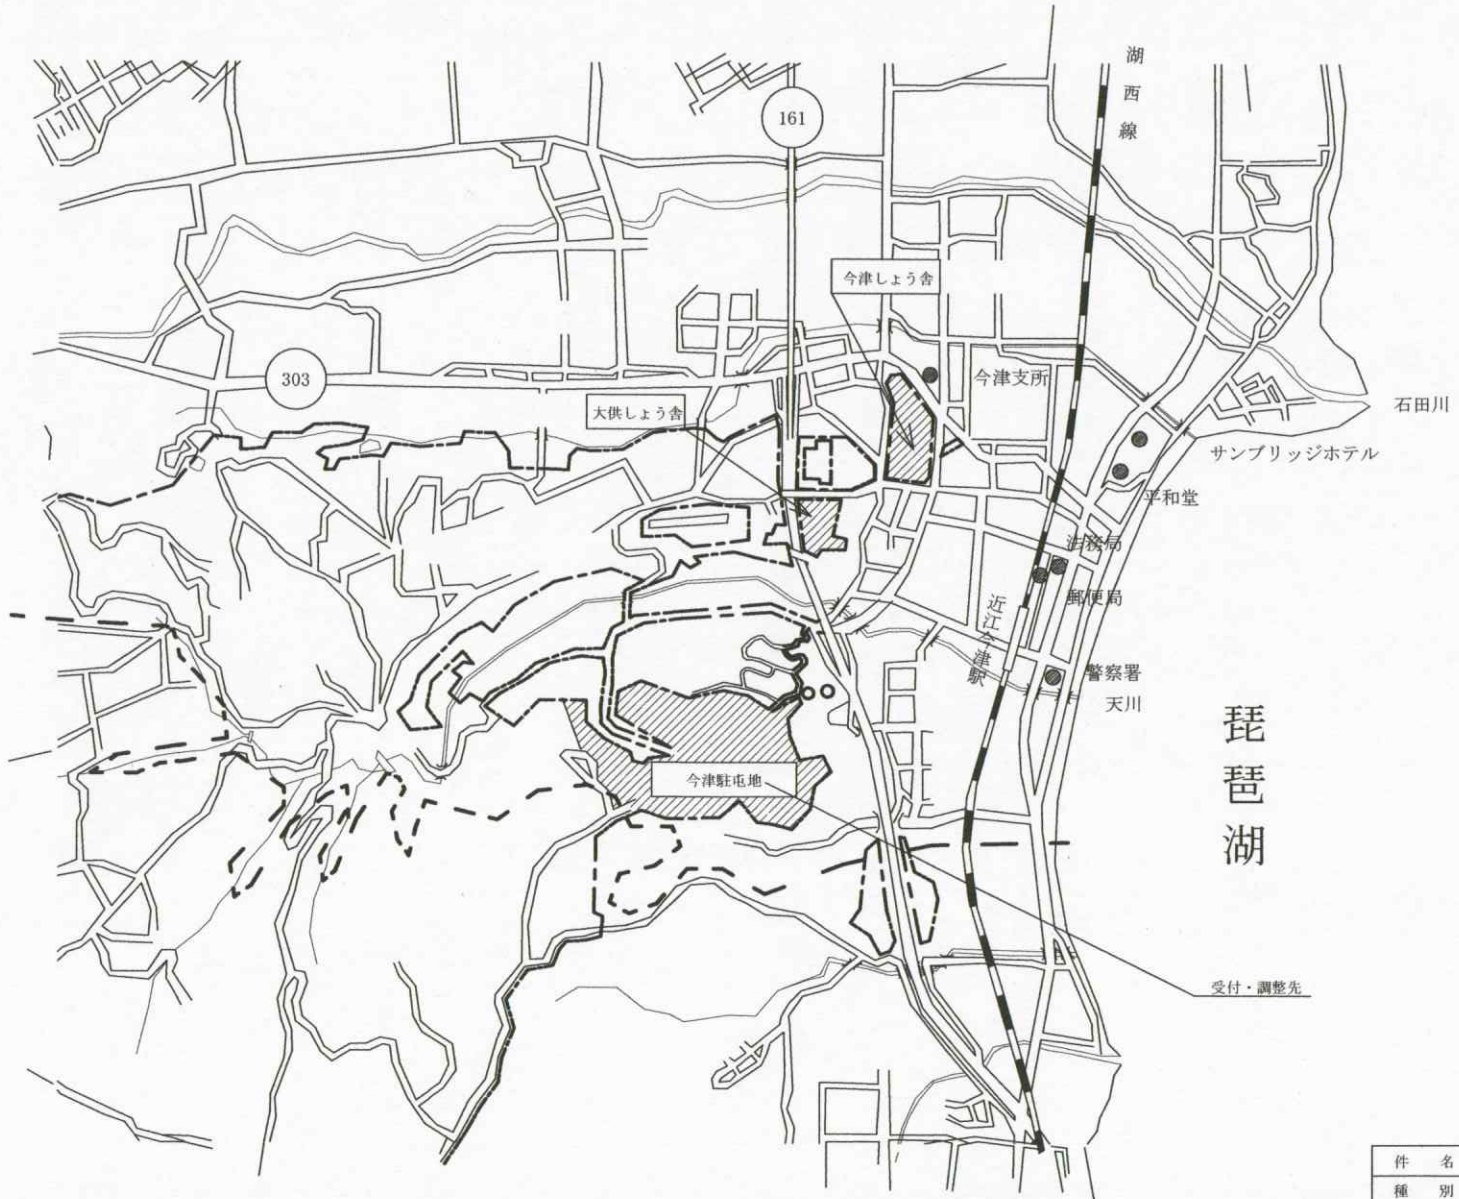 湖西線
161
今津しょう舎
303
今津支所
大供しょう舎
石田川
サンブリッジホテル
平和堂
法務局
郵便局
近江今津駅
警察署
天川
琵琶湖
今津駐屯地
受付・調整先
件 名
種 別